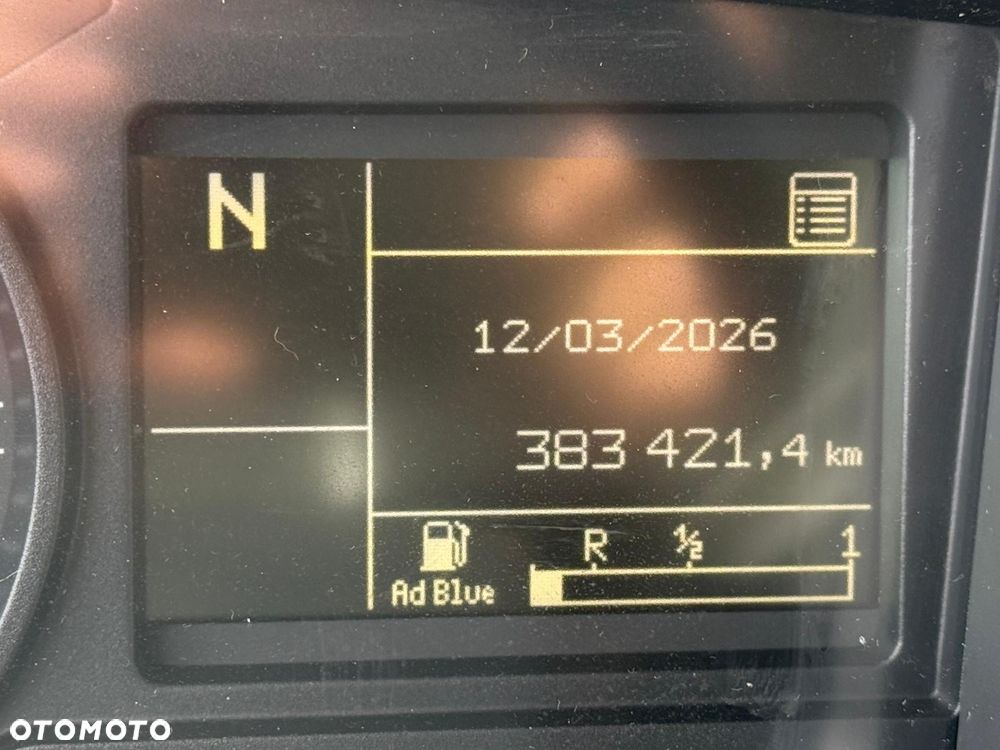 N
12/03/2026
383 421,4 km
R ½ 1
Ad Blue
OTOMOTO